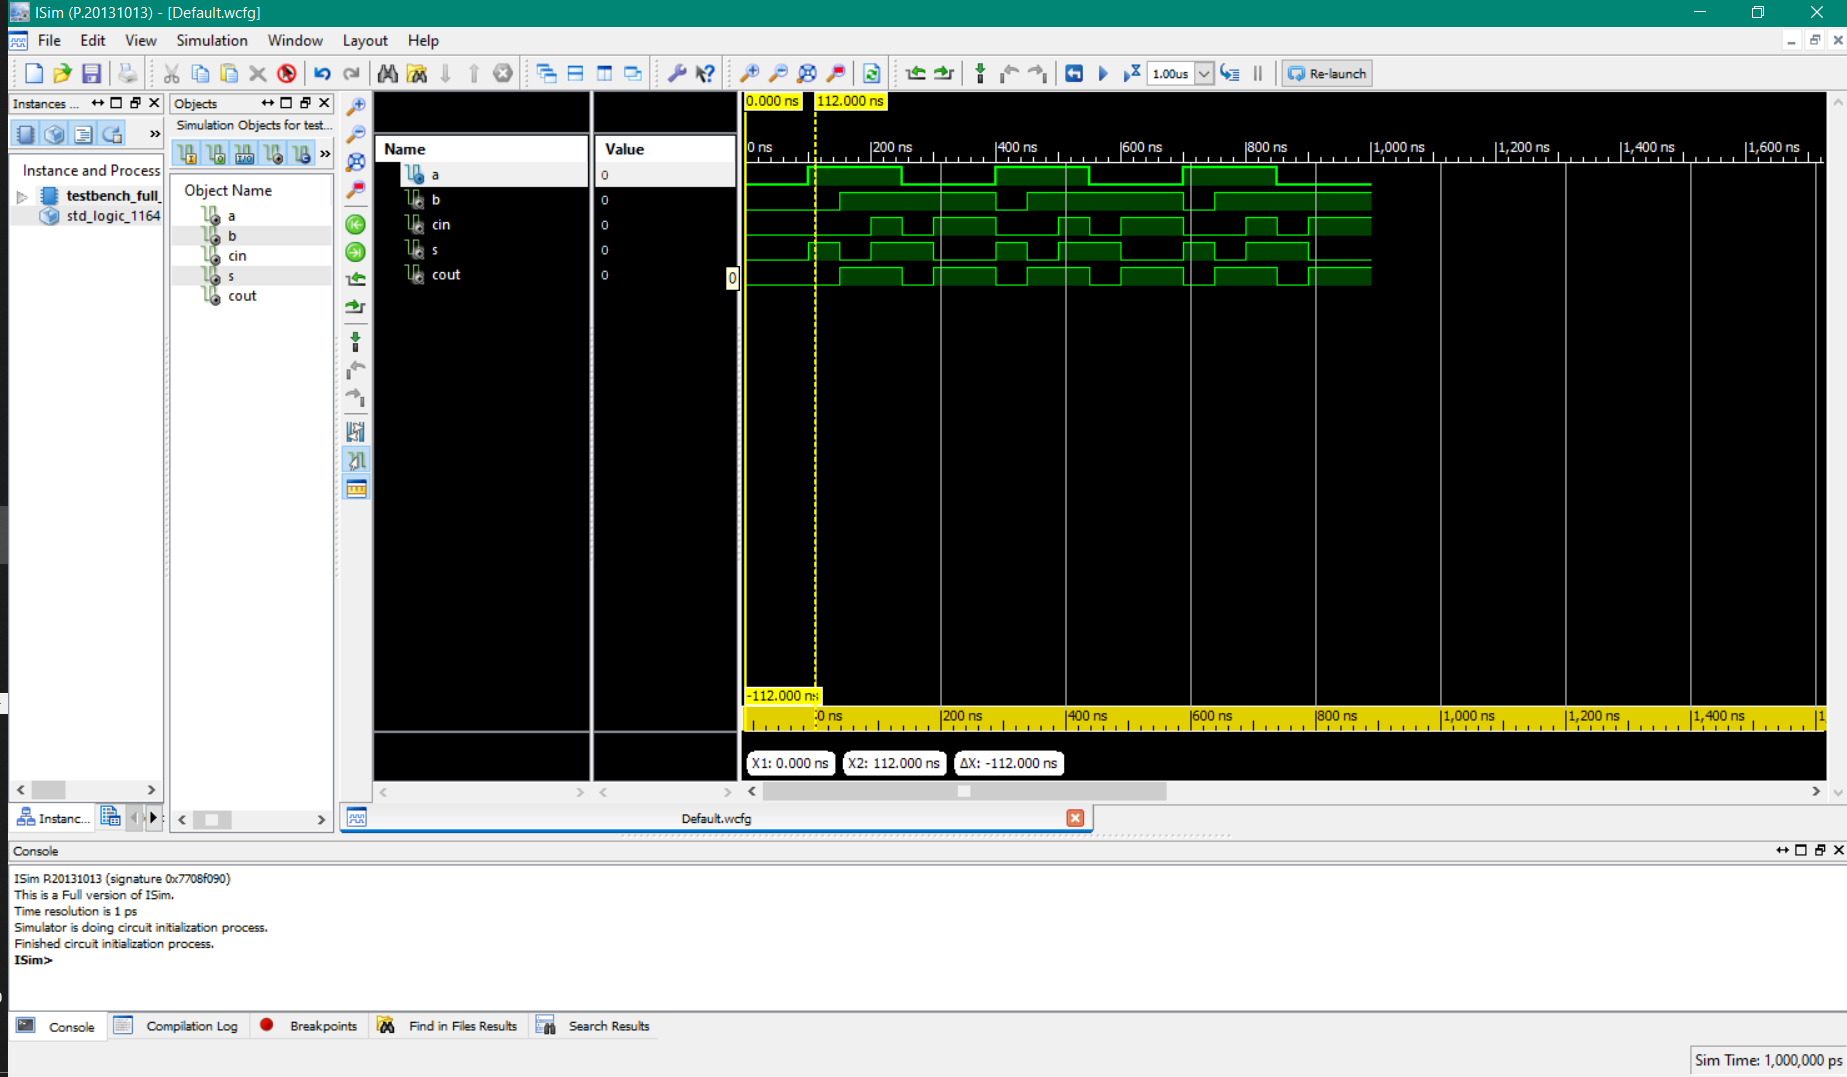 ISim (P.20131013) - [Default.wcfg]
File Edit View Simulation Window Layout Help
1.00us
Re-launch
Instances ...
Objects
Simulation Objects for test...
Instance and Process
testbench_full_
std_logic_1164
Object Name
a
b
cin
s
cout
Name Value
a 0
b 0
cin 0
s 0
cout 0
0
0.000 ns 112.000 ns
0 ns 200 ns 400 ns 600 ns 800 ns 1,000 ns 1,200 ns 1,400 ns 1,600 ns
-112.000 ns
0 ns 200 ns 400 ns 600 ns 800 ns 1,000 ns 1,200 ns 1,400 ns
X1: 0.000 ns X2: 112.000 ns ΔX: -112.000 ns
Instanc...
Default.wcfg
Console
ISim P.20131013 (signature 0x7708f090)
This is a Full version of ISim.
Time resolution is 1 ps
Simulator is doing circuit initialization process.
Finished circuit initialization process.
ISim>
Console Compilation Log Breakpoints Find in Files Results Search Results
Sim Time: 1,000,000 ps